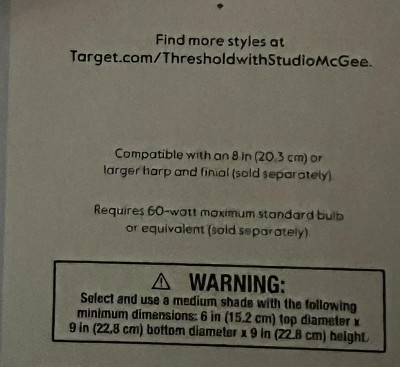 Find more styles at
Target.com/ThresholdwithStudioMcGee.
Compatible with an 8 in (20.3 cm) or
larger harp and finial (sold separately).
Requires 60-watt maximum standard bulb
or equivalent (sold separately).
⚠ WARNING:
Select and use a medium shade with the following
minimum dimensions: 6 in (15.2 cm) top diameter x
9 in (22.8 cm) bottom diameter x 9 in (22.8 cm) height.